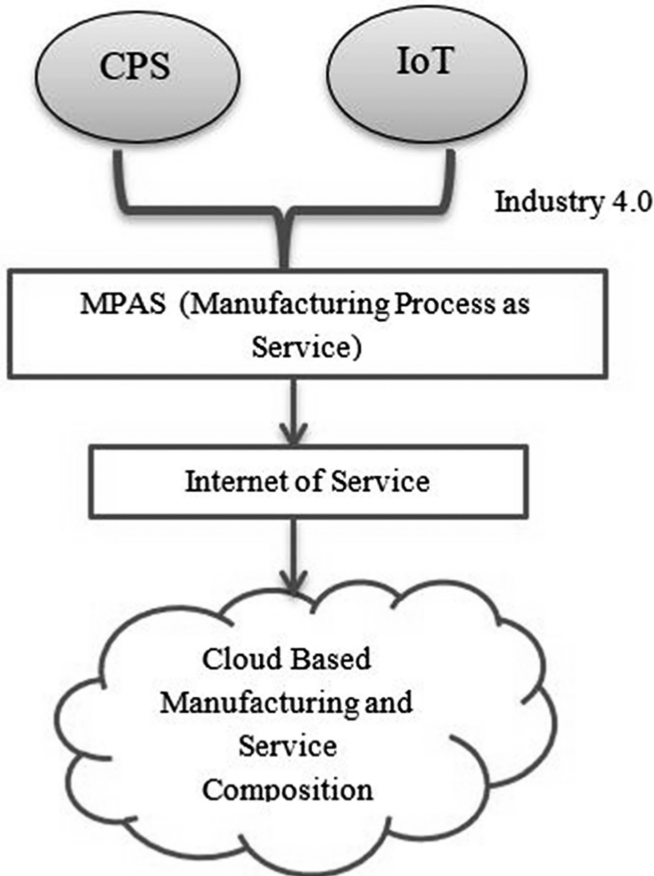 CPS
IoT
Industry 4.0
MPAS (Manufacturing Process as
Service)
Internet of Service
Cloud Based
Manufacturing and
Service
Composition